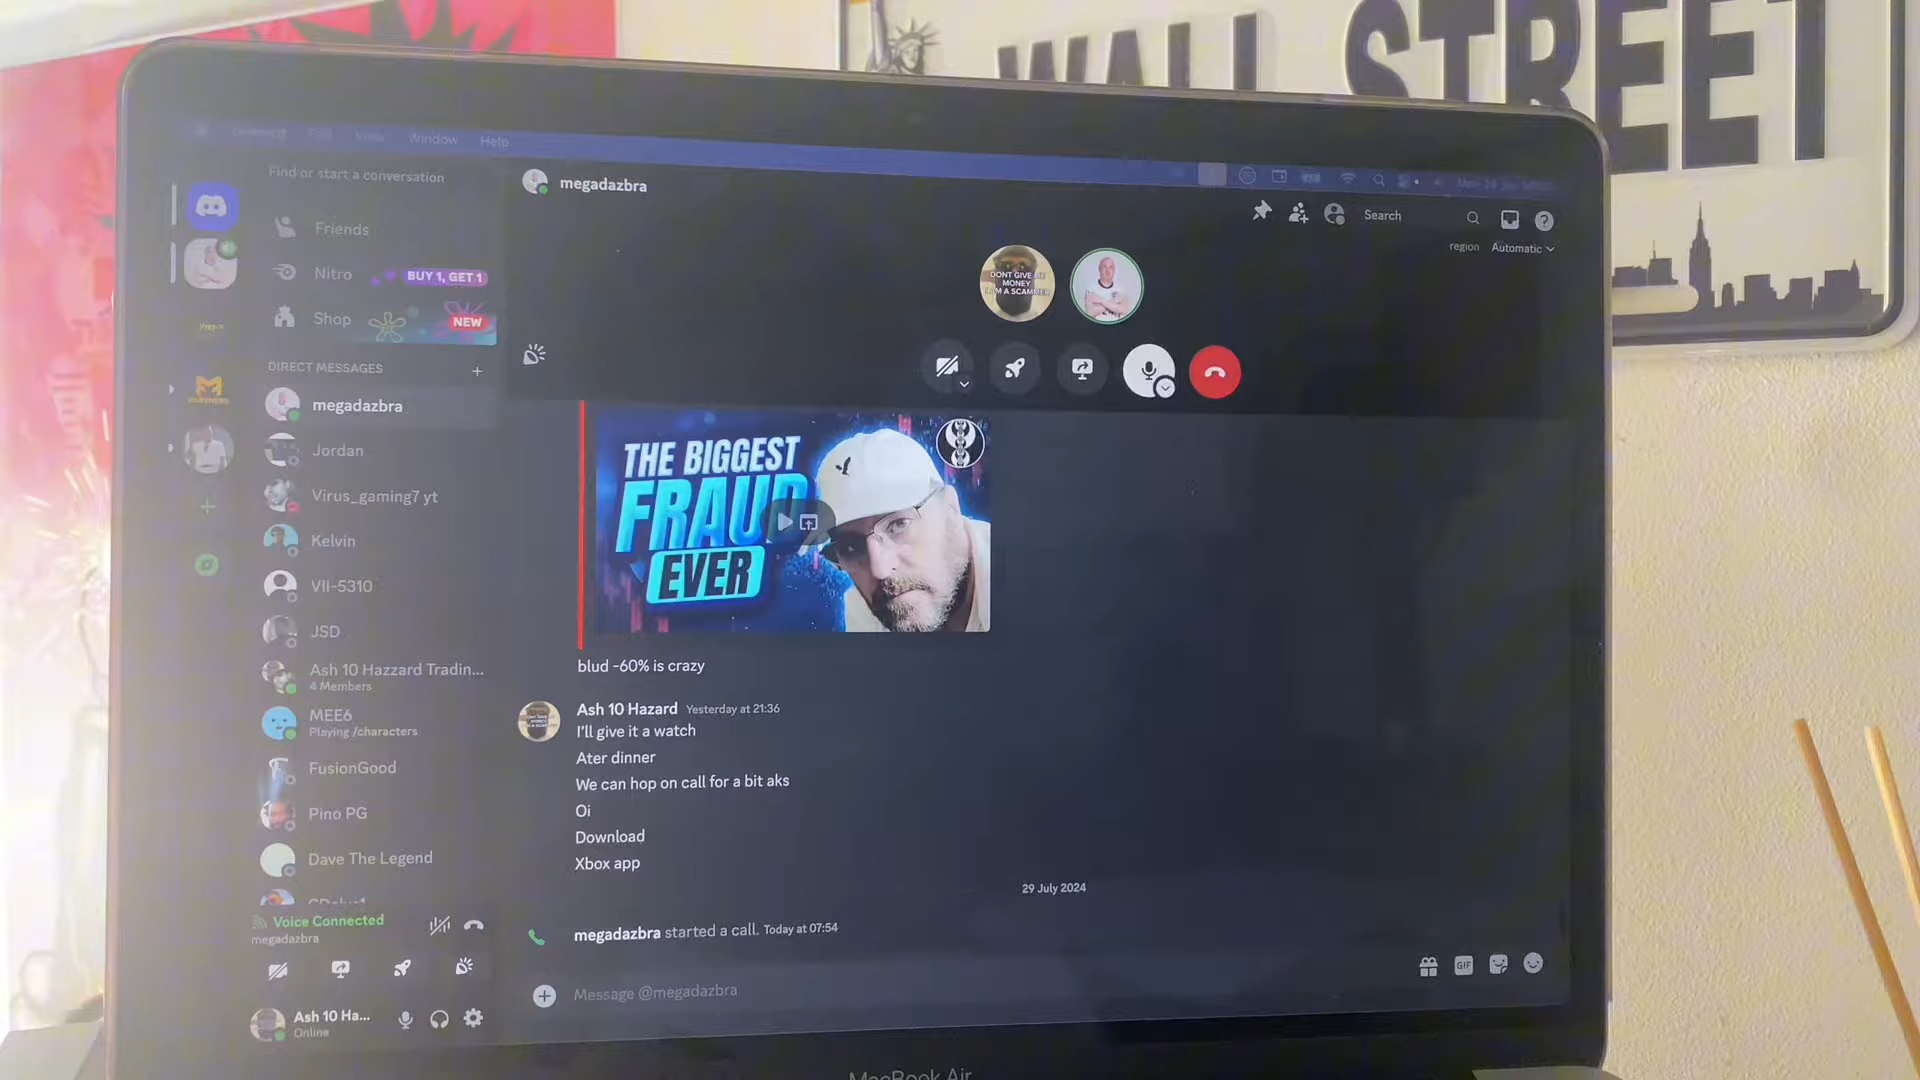 WALL STREET
Window Help
Find or start a conversation
megadazbra
Search
region Automatic
Friends
Nitro BUY 1, GET 1
Shop NEW
DIRECT MESSAGES
megadazbra
Jordan
Virus_gaming7 yt
Kelvin
VII-5310
JSD
Ash 10 Hazzard Tradin...
4 Members
MEE6
Playing /characters
FusionGood
Pino PG
Dave The Legend
Voice Connected
megadazbra
Ash 10 Ha...
Online
DONT GIVE ME
MONEY
I AM A SCAMMER
THE BIGGEST
FRAUD
EVER
blud -60% is crazy
Ash 10 Hazard Yesterday at 21:36
I'll give it a watch
Ater dinner
We can hop on call for a bit aks
Oi
Download
Xbox app
29 July 2024
megadazbra started a call. Today at 07:54
Message @megadazbra
GIF
MacBook Air